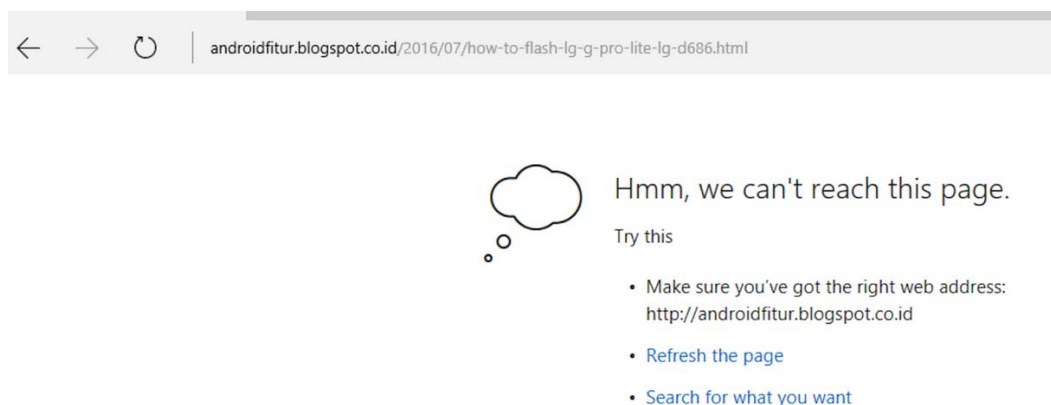 androidfitur.blogspot.co.id/2016/07/how-to-flash-lg-g-pro-lite-lg-d686.html
Hmm, we can't reach this page.
Try this
• Make sure you've got the right web address:
http://androidfitur.blogspot.co.id
• Refresh the page
• Search for what you want